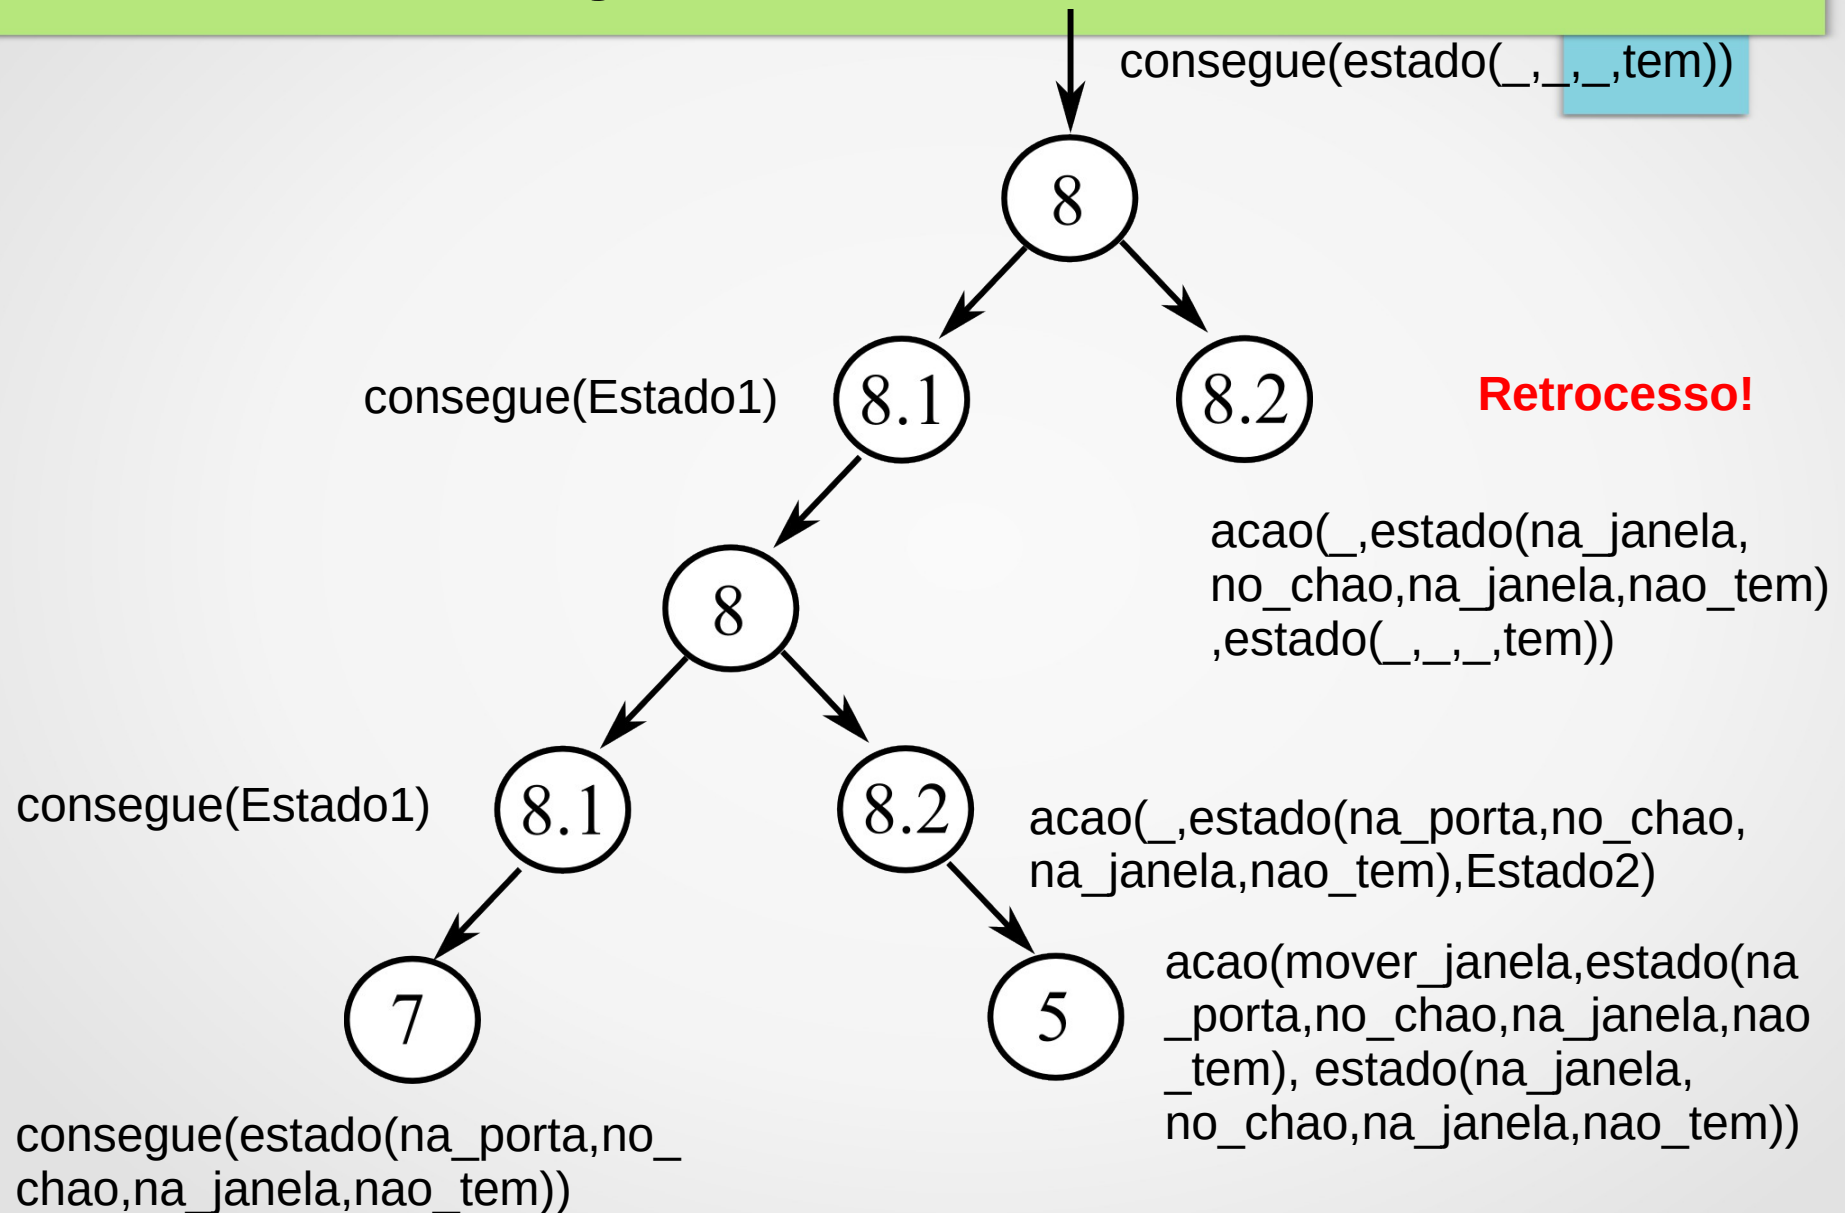 consegue(estado(_,_,_,tem))
8
consegue(Estado1)
8.1
8.2
Retrocesso!
acao(_,estado(na_janela,
no_chao,na_janela,nao_tem)
,estado(_,_,_,tem))
8
consegue(Estado1)
8.1
8.2
acao(_,estado(na_porta,no_chao,
na_janela,nao_tem),Estado2)
7
5
acao(mover_janela,estado(na
_porta,no_chao,na_janela,nao
_tem), estado(na_janela,
no_chao,na_janela,nao_tem))
consegue(estado(na_porta,no_
chao,na_janela,nao_tem))